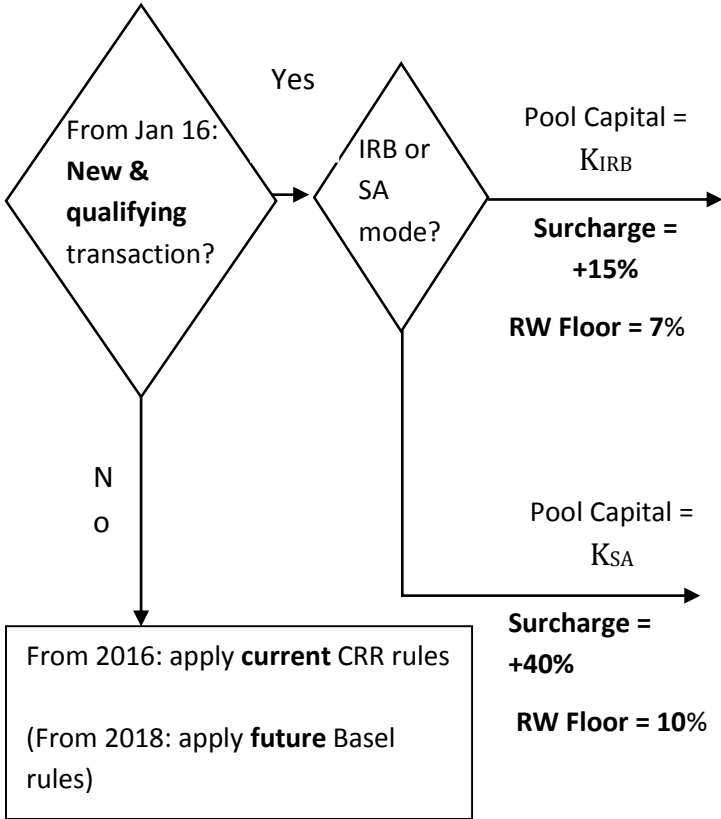 Yes
From Jan 16:
New &
qualifying
transaction?
IRB or
SA
mode?
Pool Capital =
KIRB
Surcharge =
+15%
RW Floor = 7%
N
o
Pool Capital =
KSA
Surcharge =
+40%
RW Floor = 10%
From 2016: apply current CRR rules
(From 2018: apply future Basel
rules)